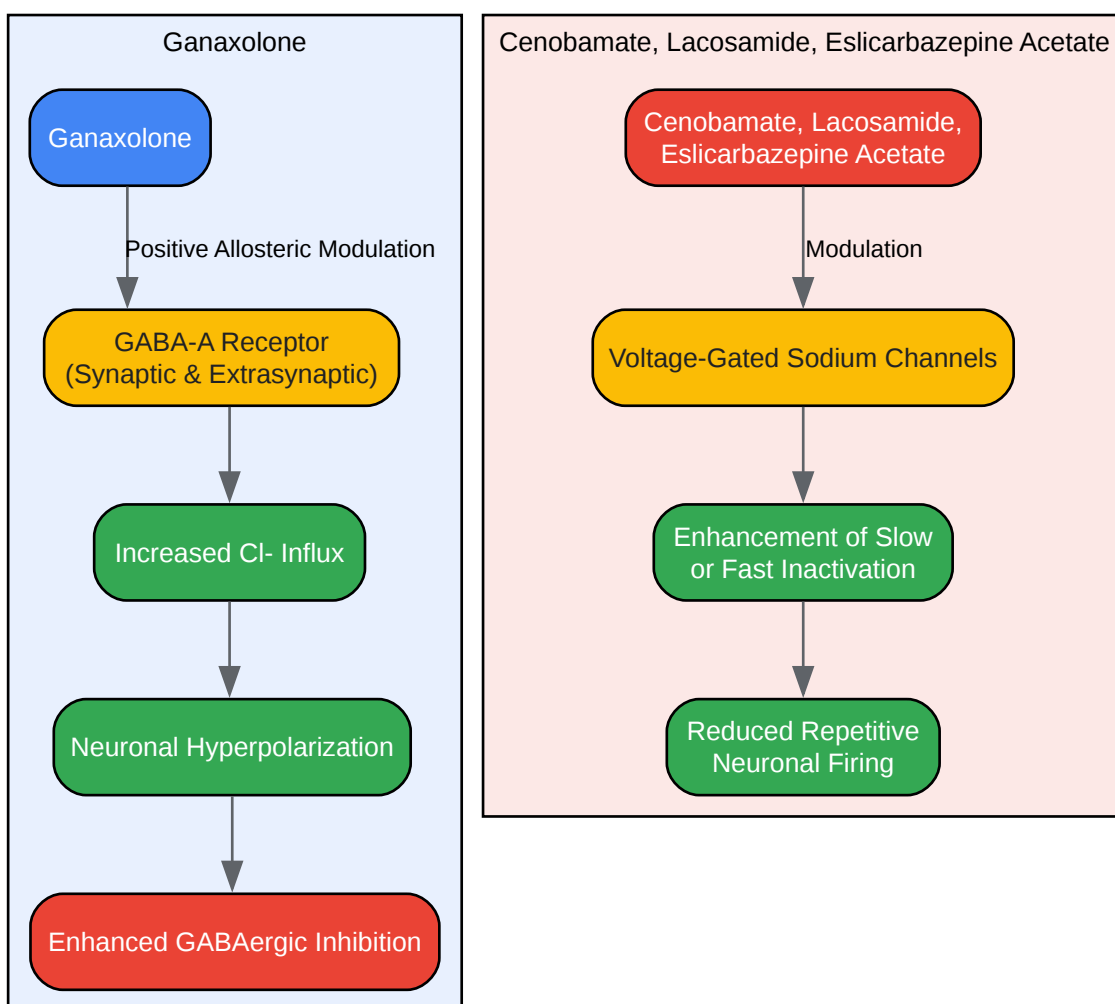 Ganaxolone
Ganaxolone
Positive Allosteric Modulation
GABA-A Receptor
(Synaptic & Extrasynaptic)
Increased Cl- Influx
Neuronal Hyperpolarization
Enhanced GABAergic Inhibition
Cenobamate, Lacosamide, Eslicarbazepine Acetate
Cenobamate, Lacosamide,
Eslicarbazepine Acetate
Modulation
Voltage-Gated Sodium Channels
Enhancement of Slow
or Fast Inactivation
Reduced Repetitive
Neuronal Firing